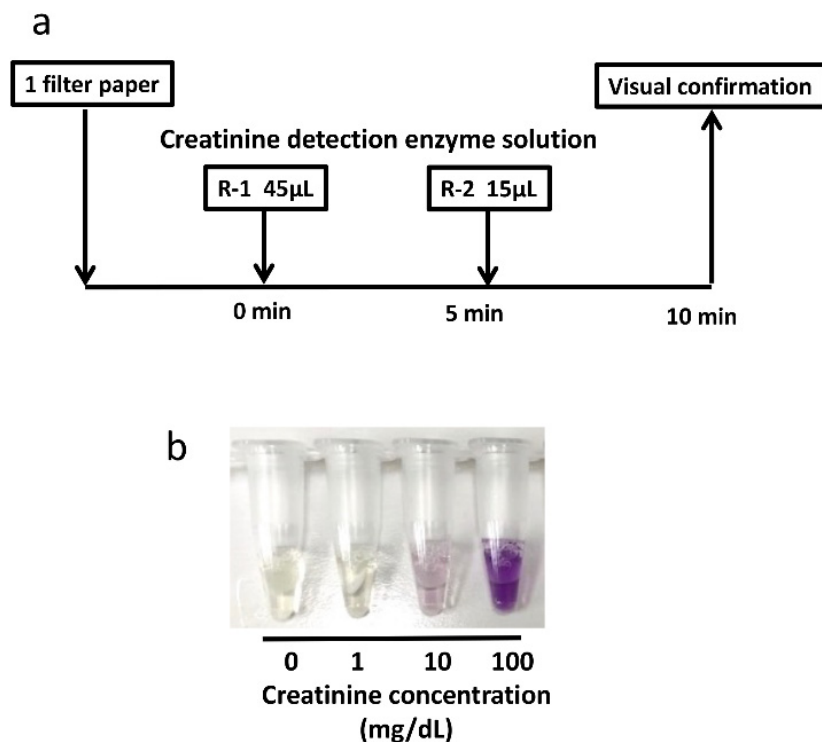 a
1 filter paper
Visual confirmation
Creatinine detection enzyme solution
R-1 45μL
R-2 15μL
0 min
5 min
10 min
b
0 1 10 100
Creatinine concentration
(mg/dL)